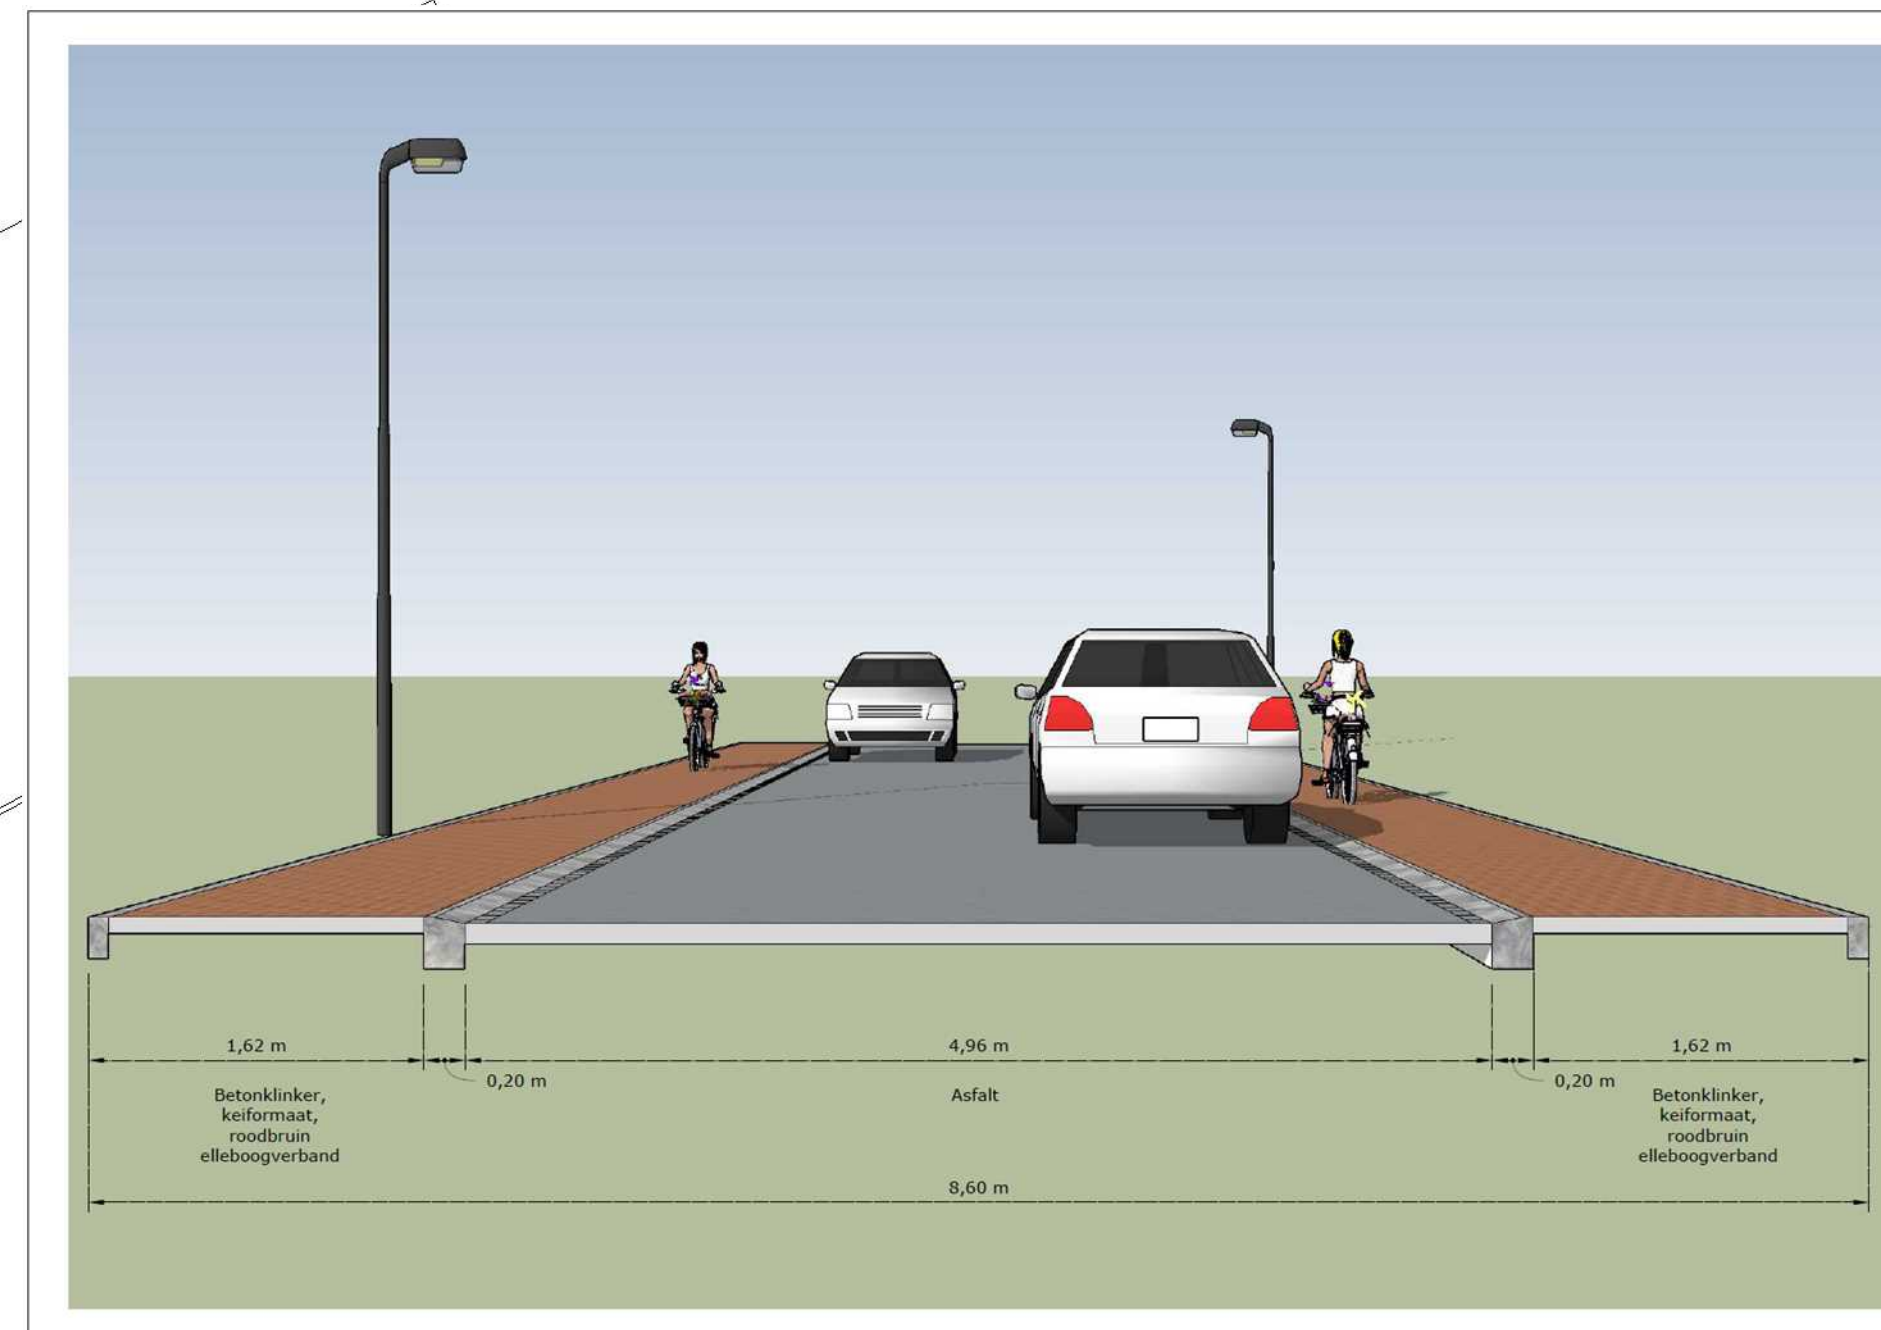 1,62 m
4,96 m
1,62 m
0,20 m
0,20 m
Betonklinker,
keiformaat,
roodbruin
elleboogverband
Asfalt
Betonklinker,
keiformaat,
roodbruin
elleboogverband
8,60 m